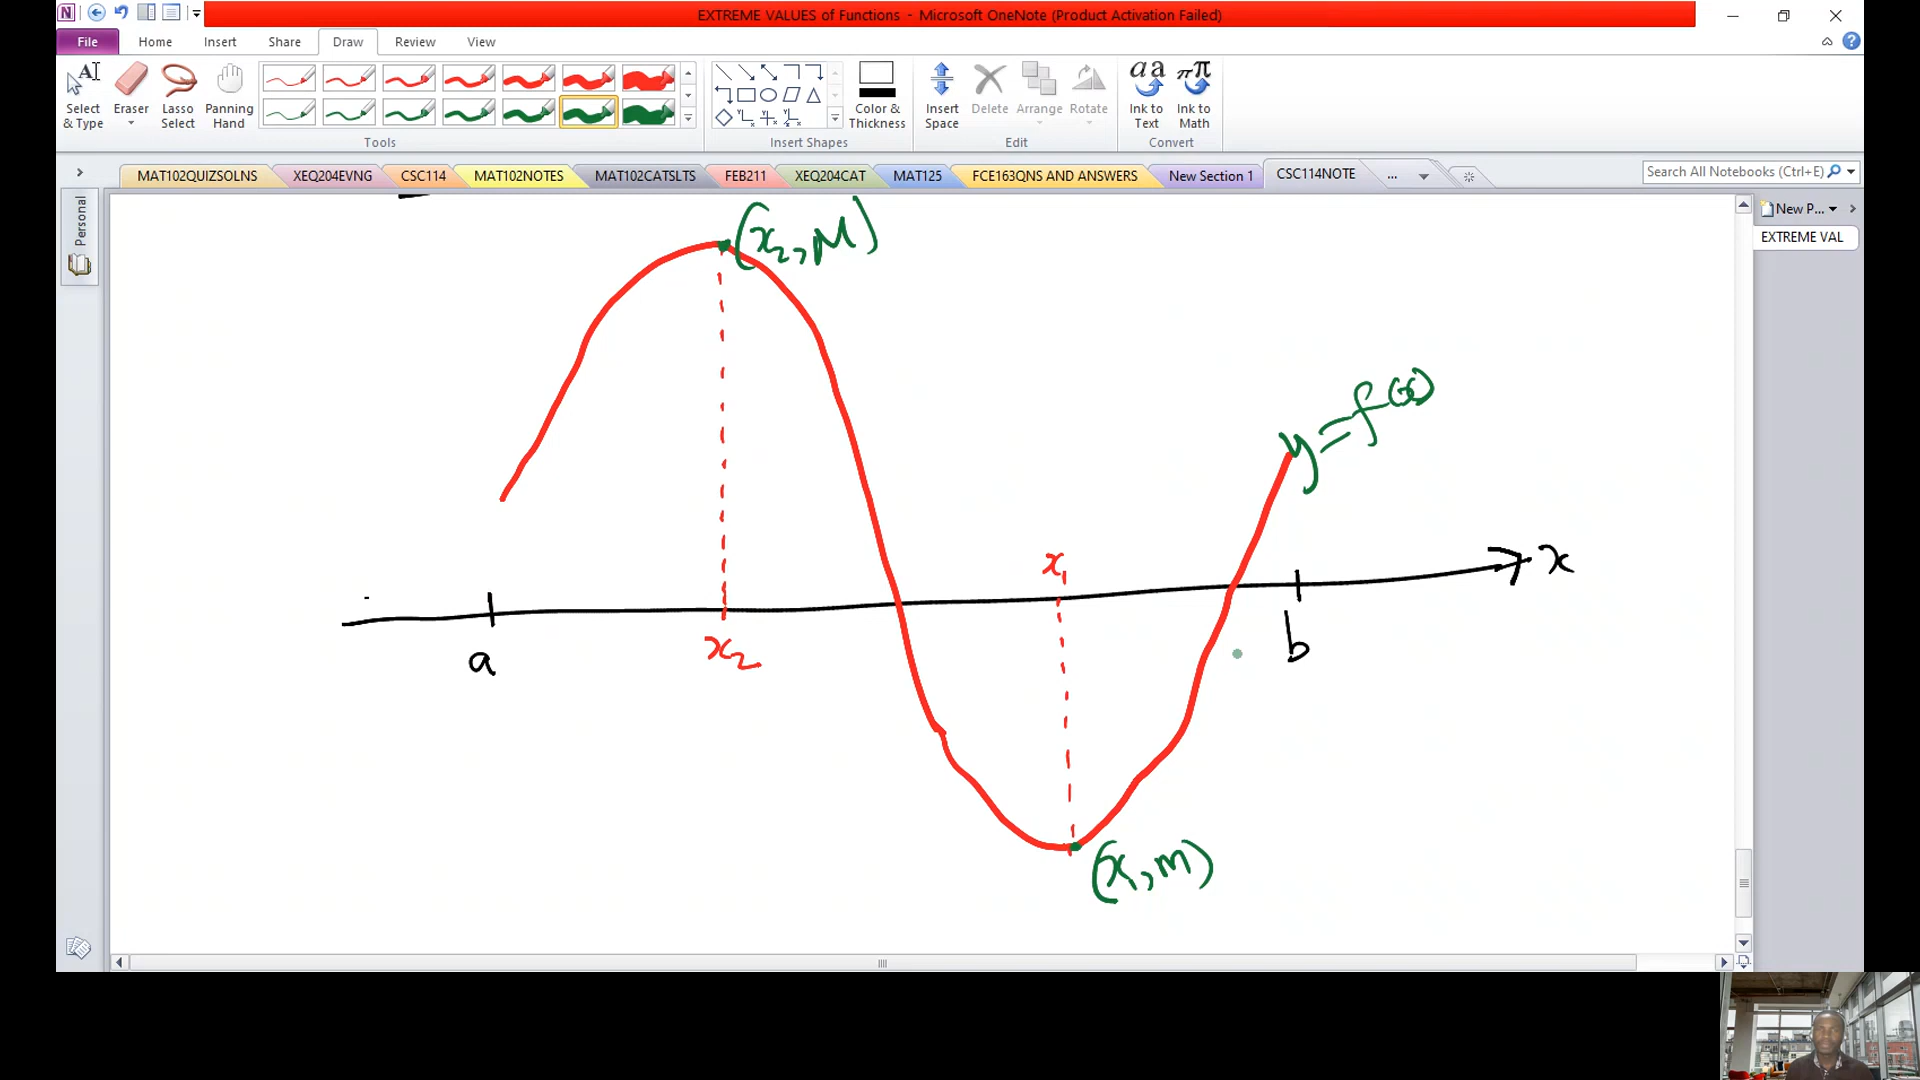 EXTREME VALUES of Functions - Microsoft OneNote (Product Activation Failed)
File Home Insert Share Draw Review View
Select & Type
Eraser
Lasso Select
Panning Hand
Color & Thickness
Insert Space
Delete
Arrange
Rotate
Ink to Text
Ink to Math
Tools
Insert Shapes
Edit
Convert
MAT102QUIZSOLNS XEQ204EVNG CSC114 MAT102NOTES MAT102CATSLTS FEB211 XEQ204CAT MAT125 FCE163QNS AND ANSWERS New Section 1 CSC114NOTE ...
Search All Notebooks (Ctrl+E)
Personal
New P...
EXTREME VAL
(x₂, M)
y = f(x)
x₁
x
x₂
a
b
(x₁, m)